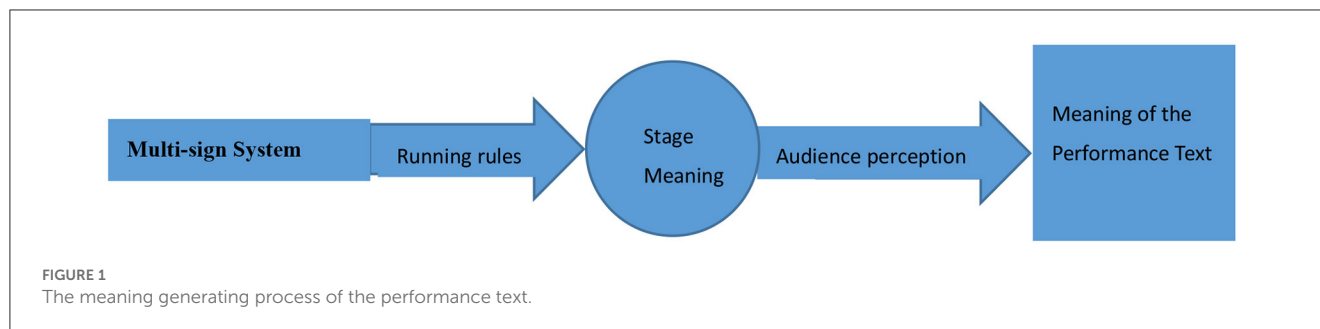 Multi-sign System
Running rules
Stage
Meaning
Audience perception
Meaning of the
Performance Text
FIGURE 1
The meaning generating process of the performance text.